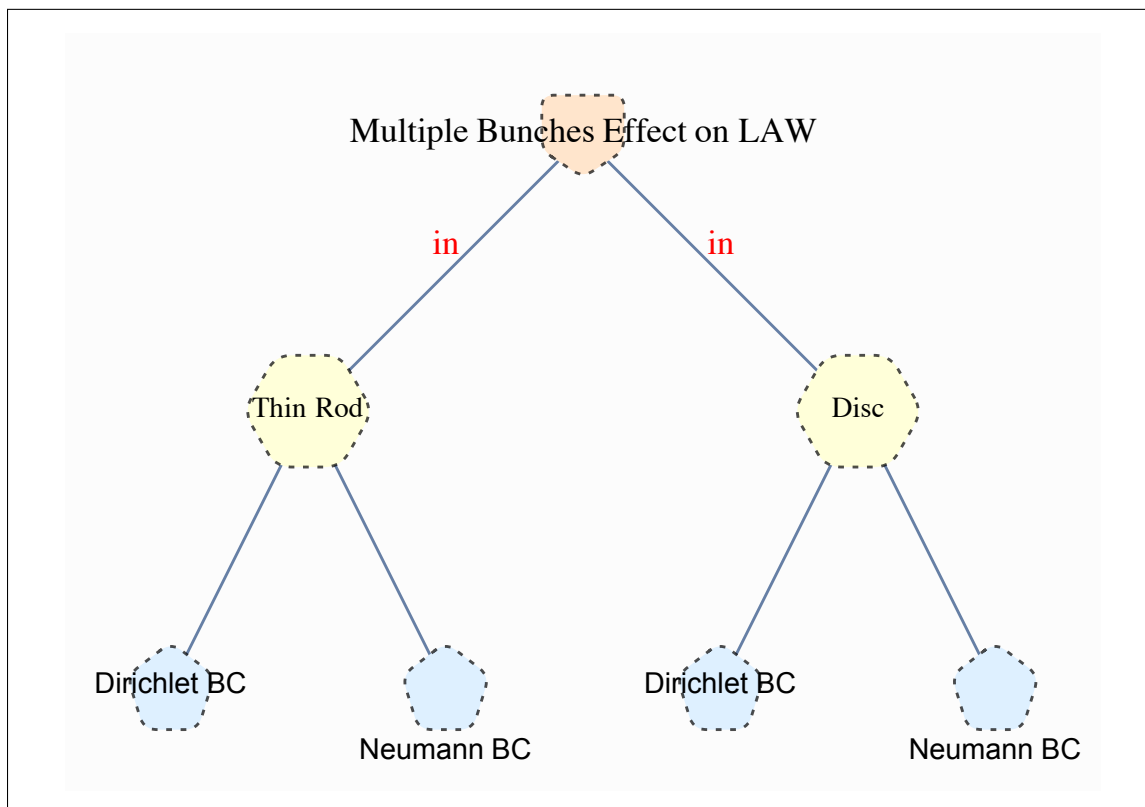 Multiple Bunches Effect on LAW
in
in
Thin Rod
Disc
Dirichlet BC
Neumann BC
Dirichlet BC
Neumann BC